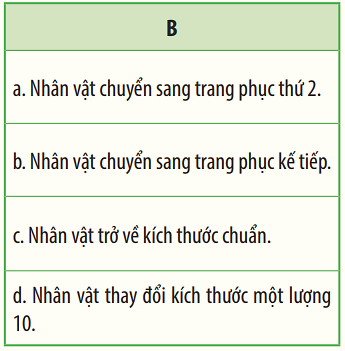 B
a. Nhân vật chuyển sang trang phục thứ 2.
b. Nhân vật chuyển sang trang phục kế tiếp.
c. Nhân vật trở về kích thước chuẩn.
d. Nhân vật thay đổi kích thước một lượng
10.